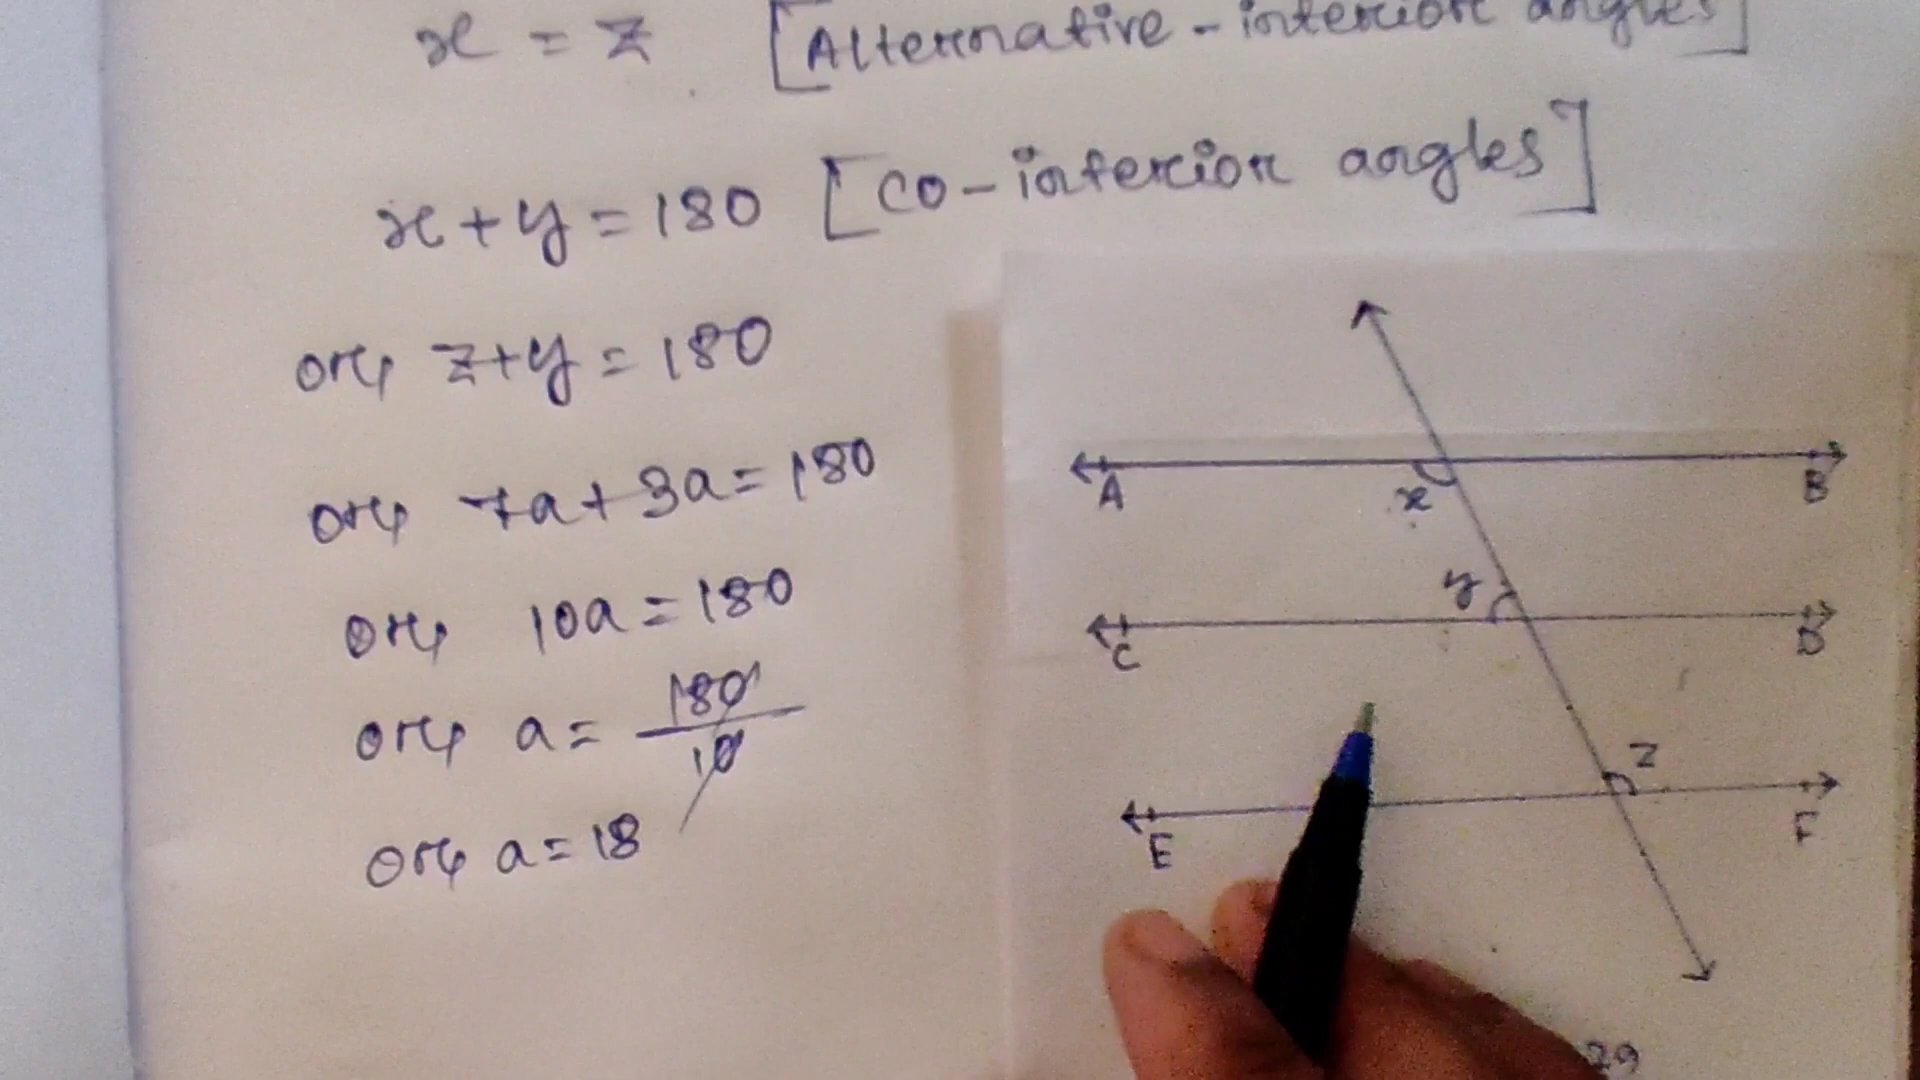 x = z [Alternative - interior angles]
x + y = 180 [co - interior angles]
or, z + y = 180
or, 7a + 3a = 180
or, 10a = 180
or, a = 180/10
or, a = 18
A B
x
y
C D
z
E F
29